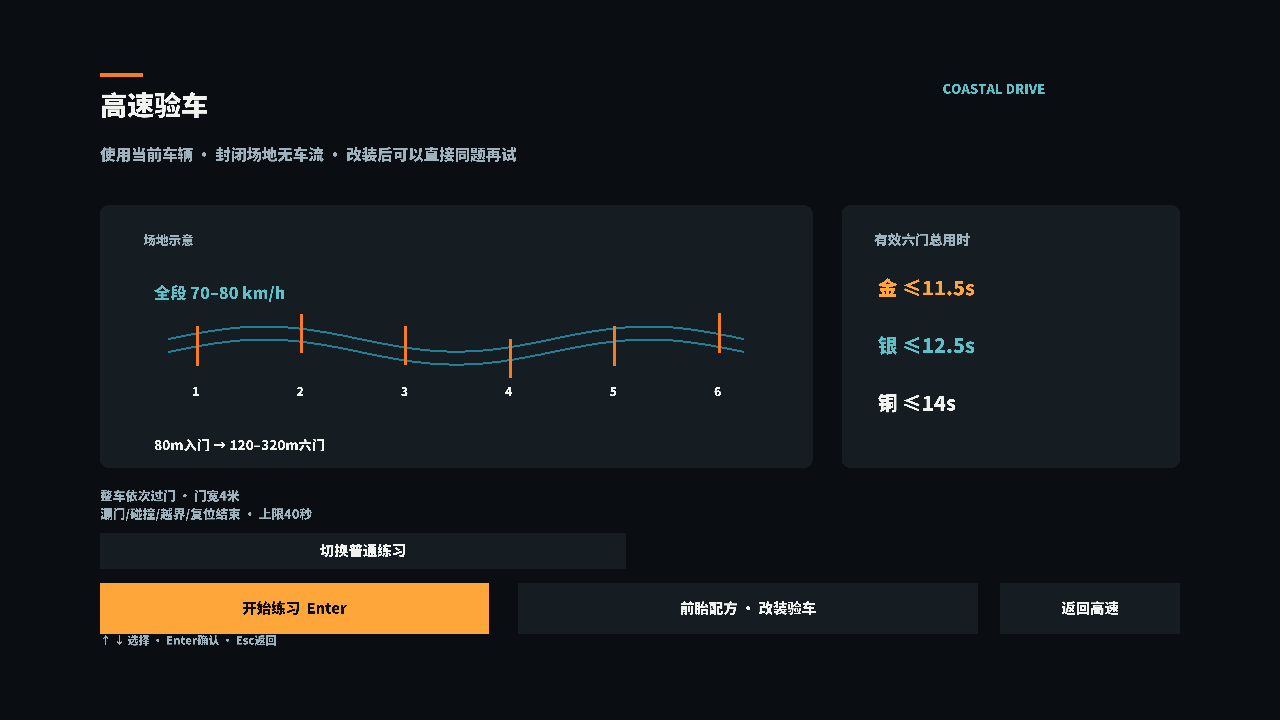 高速验车
COASTAL DRIVE
使用当前车辆 · 封闭场地无车流 · 改装后可以直接同题再试
场地示意
全段 70–80 km/h
1 2 3 4 5 6
80m入门 → 120–320m六门
有效六门总用时
金 ≤11.5s
银 ≤12.5s
铜 ≤14s
整车依次过门 · 门宽4米
漏门/碰撞/越界/复位结束 · 上限40秒
切换普通练习
开始练习 Enter
前胎配方 · 改装验车
返回高速
↑ ↓ 选择 · Enter确认 · Esc返回